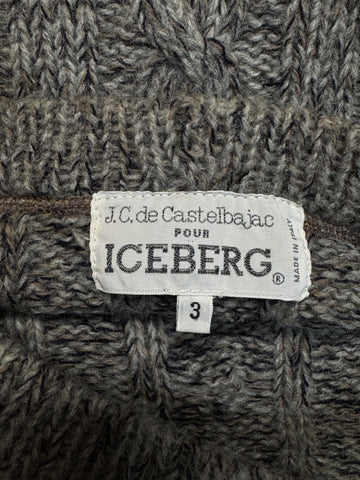 J.C. de Castelbajac
POUR
ICEBERG®
MADE IN ITALY
3